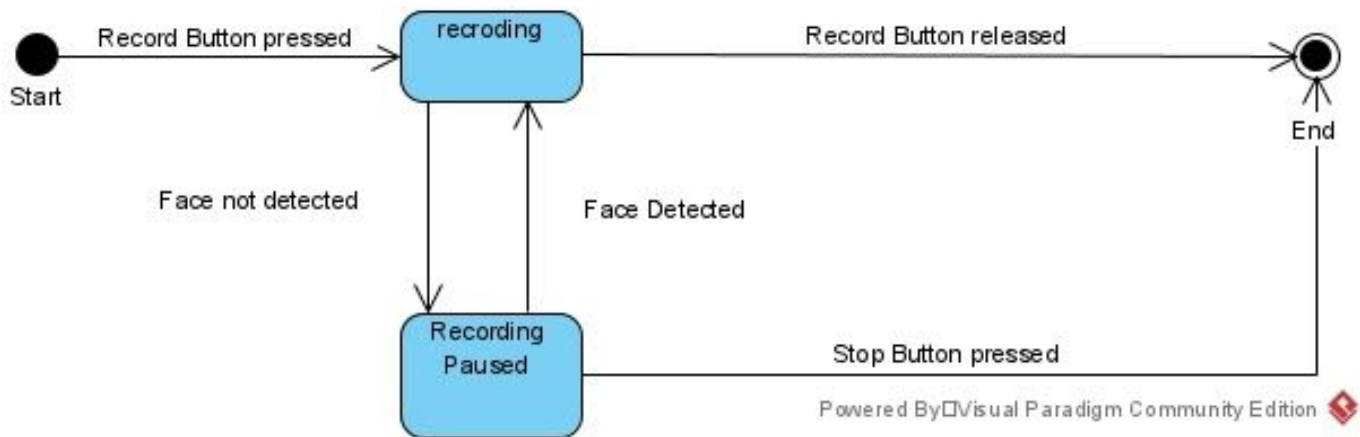 Record Button pressed
recroding
Record Button released
Start
End
Face not detected
Face Detected
Recording
Paused
Stop Button pressed
Powered By□Visual Paradigm Community Edition